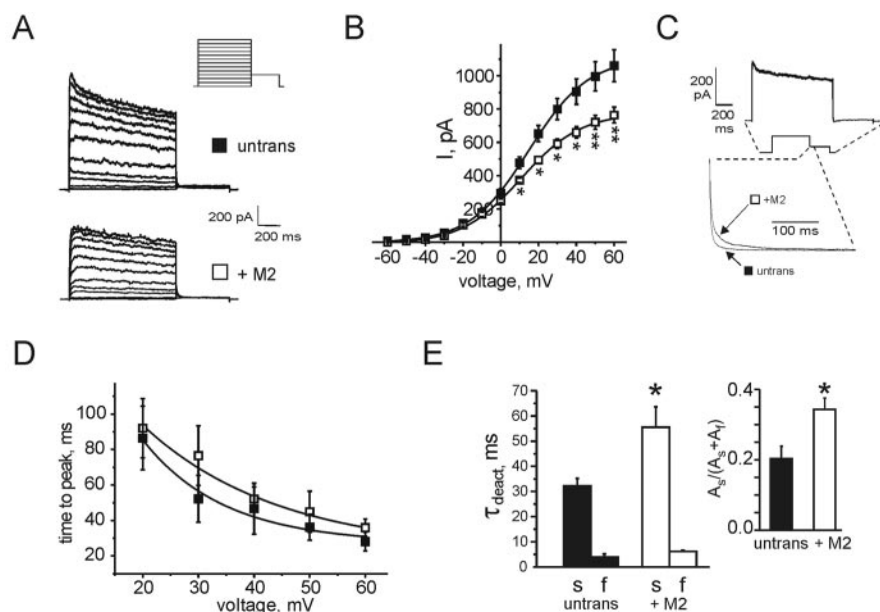 A
untrans
200 pA
200 ms
+ M2
B
I, pA
1000
800
600
400
200
-60 -40 -20 0 20 40 60
voltage, mV
* * * * *** ***
C
200
pA
200
ms
+M2
100 ms
untrans
D
time to peak, ms
100
80
60
40
20
20 30 40 50 60
voltage, mV
E
τdeact, ms
70
60
50
40
30
20
10
0
*
s f s f
untrans + M2
As/(As+Af)
0.4
0.2
0.0
*
untrans + M2